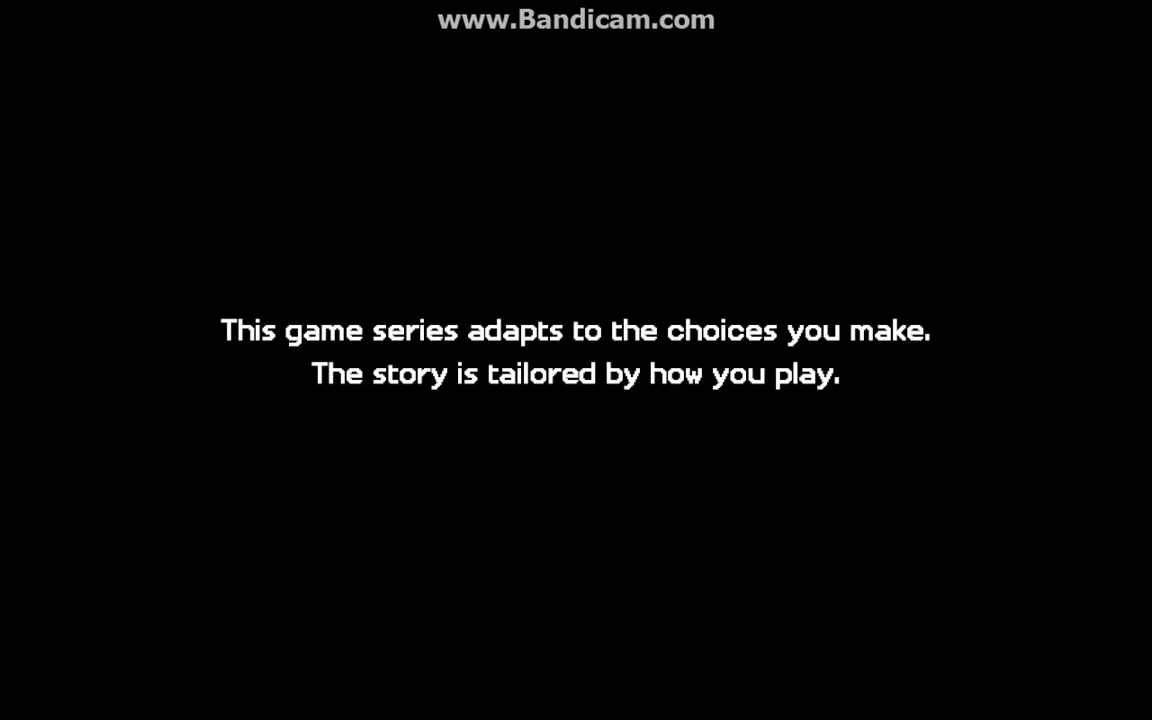 www.Bandicam.com
This game series adapts to the choices you make.
The story is tailored by how you play.